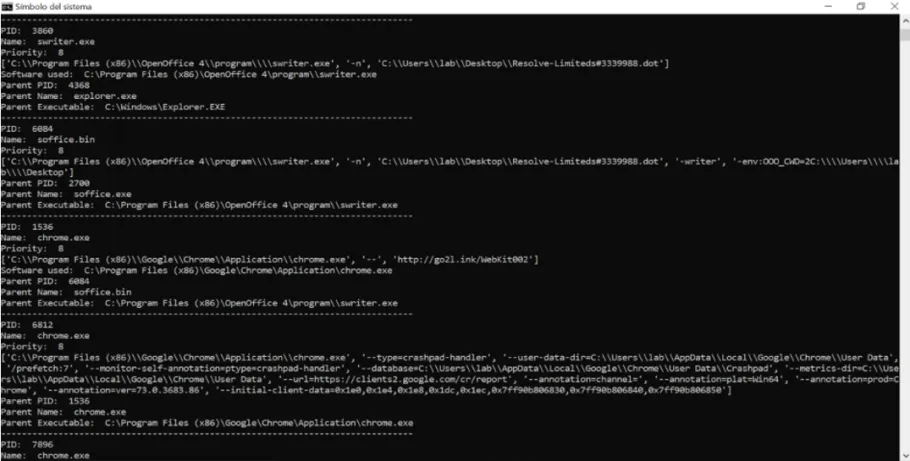 Símbolo del sistema
--------------------------------------------------------------------------------
PID:  3860
Name:  swriter.exe
Priority:  8
['C:\\Program Files (x86)\\OpenOffice 4\\program\\\\swriter.exe', '-n', 'C:\\Users\\lab\\Desktop\\Resolve-Limiteds#3339988.dot']
Software used:  C:\Program Files (x86)\OpenOffice 4\program\\swriter.exe
Parent PID:  4368
Parent Name:  explorer.exe
Parent Executable:  C:\Windows\Explorer.EXE
--------------------------------------------------------------------------------
PID:  6084
Name:  soffice.bin
Priority:  8
['C:\\Program Files (x86)\\OpenOffice 4\\program\\\\swriter.exe', '-n', 'C:\\Users\\lab\\Desktop\\Resolve-Limiteds#3339988.dot', '-writer', '-env:OOO_CWD=2C:\\\\Users\\\\la
b\\\\Desktop']
Parent PID:  2700
Parent Name:  soffice.exe
Parent Executable:  C:\Program Files (x86)\OpenOffice 4\program\swriter.exe
--------------------------------------------------------------------------------
PID:  1536
Name:  chrome.exe
Priority:  8
['C:\\Program Files (x86)\\Google\\Chrome\\Application\\chrome.exe', '--', 'http://go2l.ink/WebKit002']
Software used:  C:\Program Files (x86)\Google\Chrome\Application\chrome.exe
Parent PID:  6084
Parent Name:  soffice.bin
Parent Executable:  C:\Program Files (x86)\OpenOffice 4\program\swriter.exe
--------------------------------------------------------------------------------
PID:  6812
Name:  chrome.exe
Priority:  8
['C:\\Program Files (x86)\\Google\\Chrome\\Application\\chrome.exe', '--type=crashpad-handler', '--user-data-dir=C:\\Users\\lab\\AppData\\Local\\Google\\Chrome\\User Data',
 '/prefetch:7', '--monitor-self-annotation=ptype=crashpad-handler', '--database=C:\\Users\\lab\\AppData\\Local\\Google\\Chrome\\User Data\\Crashpad', '--metrics-dir=C:\\Use
rs\\lab\\AppData\\Local\\Google\\Chrome\\User Data', '--url=https://clients2.google.com/cr/report', '--annotation=channel=', '--annotation=plat=Win64', '--annotation=prod=C
hrome', '--annotation=ver=73.0.3683.86', '--initial-client-data=0x1e0,0x1e4,0x1e8,0x1dc,0x1ec,0x7ff90b806830,0x7ff90b806840,0x7ff90b806850']
Parent PID:  1536
Parent Name:  chrome.exe
Parent Executable:  C:\Program Files (x86)\Google\Chrome\Application\chrome.exe
--------------------------------------------------------------------------------
PID:  7896
Name:  chrome.exe